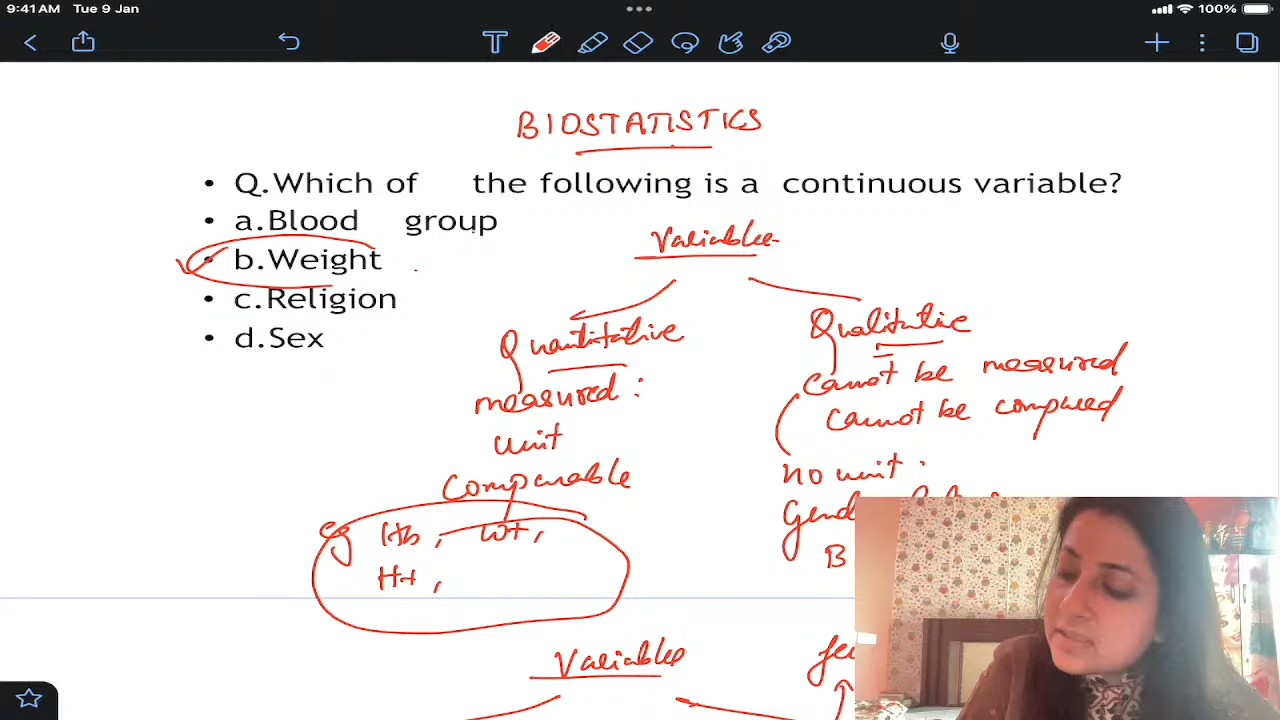 9:41 AM Tue 9 Jan
100%
BIOSTATISTICS
• Q.Which of the following is a continuous variable?
• a.Blood group
• b.Weight
• c.Religion
• d.Sex
Variable
Quantitative
measured :
unit
comparable
eg Hb, wt,
Ht,
Qualitative
cannot be measured
cannot be compared
no unit.
Gend
B
Variables